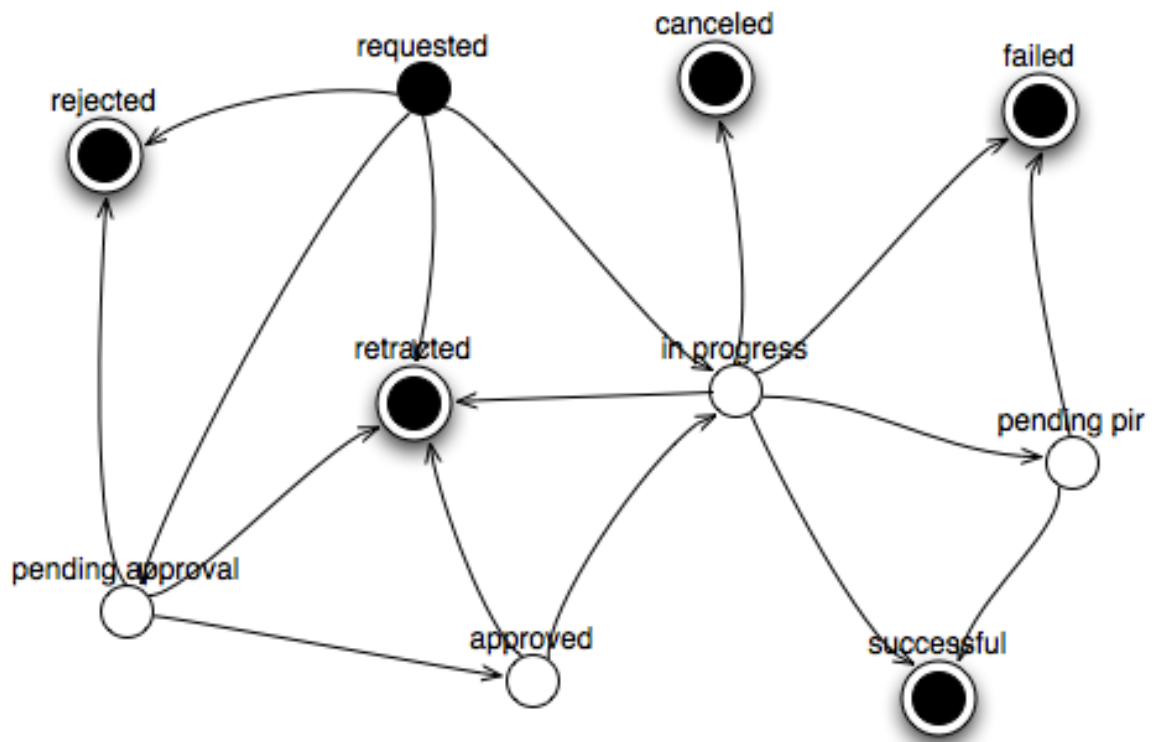 canceled
requested
failed
rejected
retracted
in progress
pending pir
pending approval
approved
successful